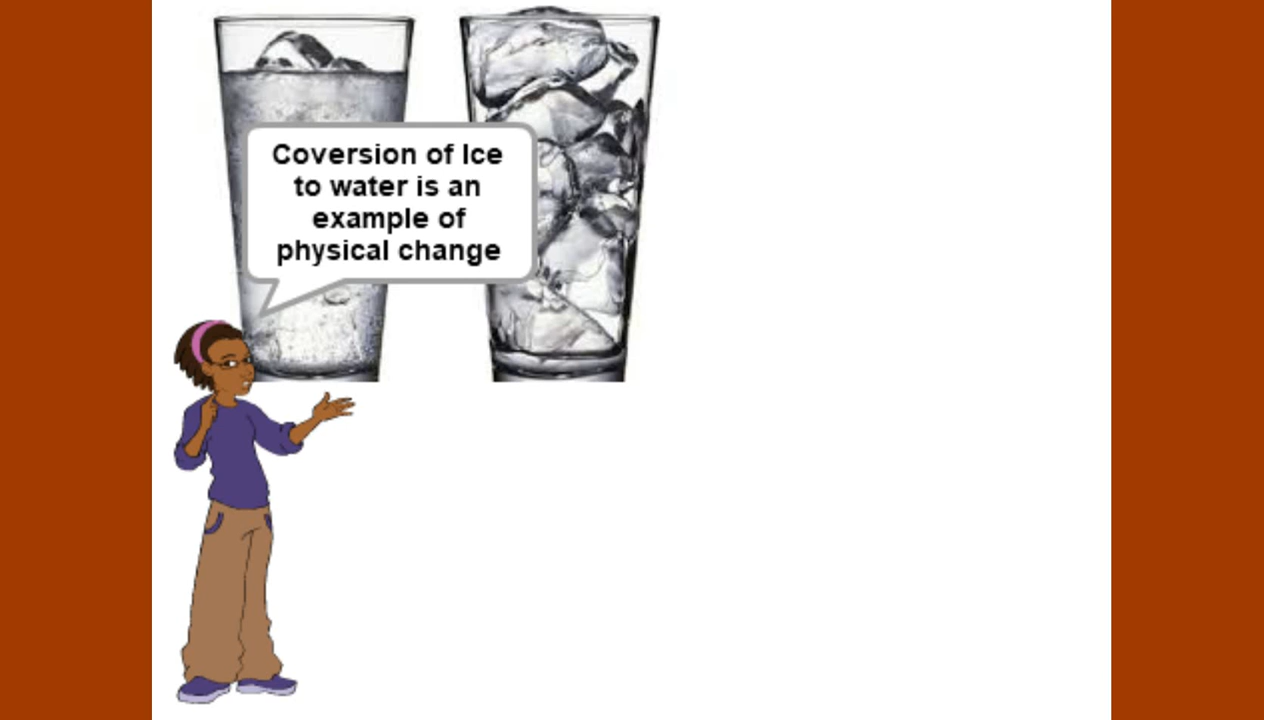 Coversion of Ice
to water is an
example of
physical change